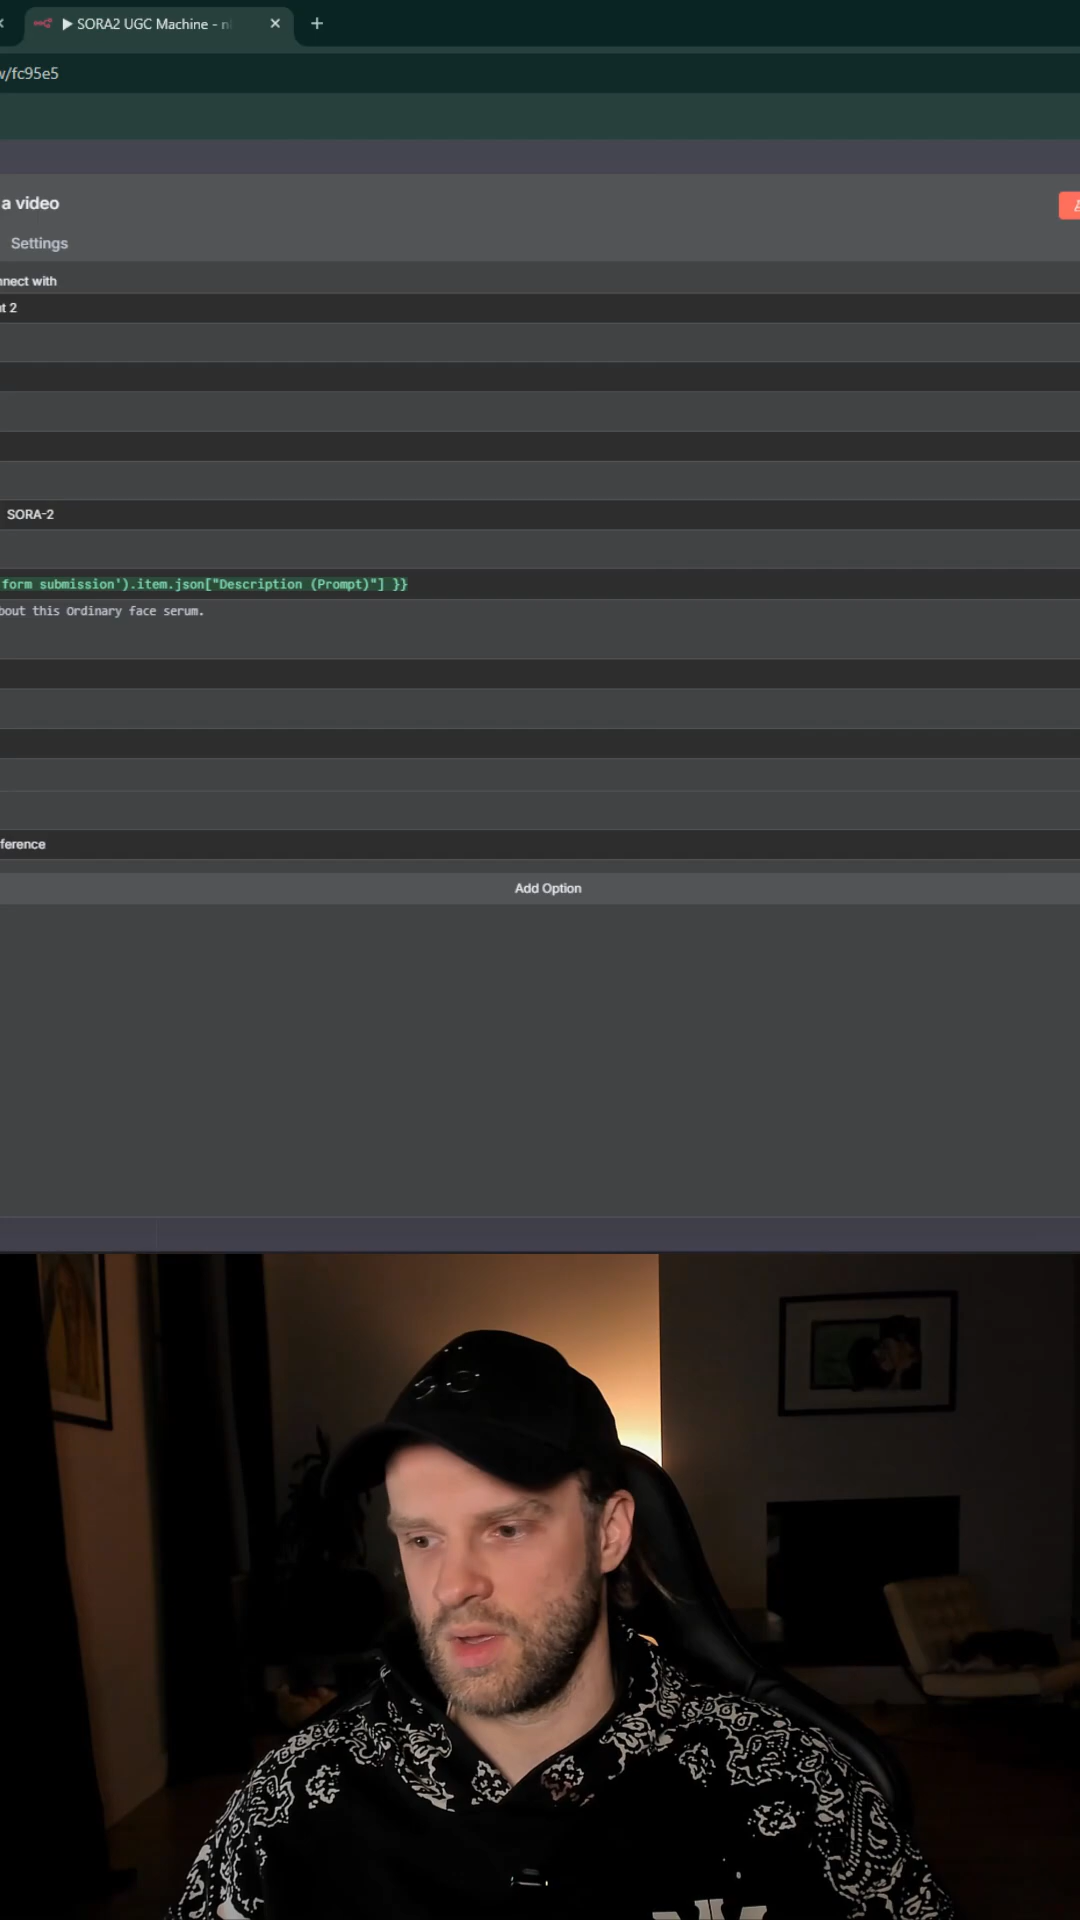 SORA2 UGC Machine - n
w/fc95e5
a video
Settings
nnect with
t 2
SORA-2
form submission').item.json["Description (Prompt)"] }}
bout this Ordinary face serum.
ference
Add Option